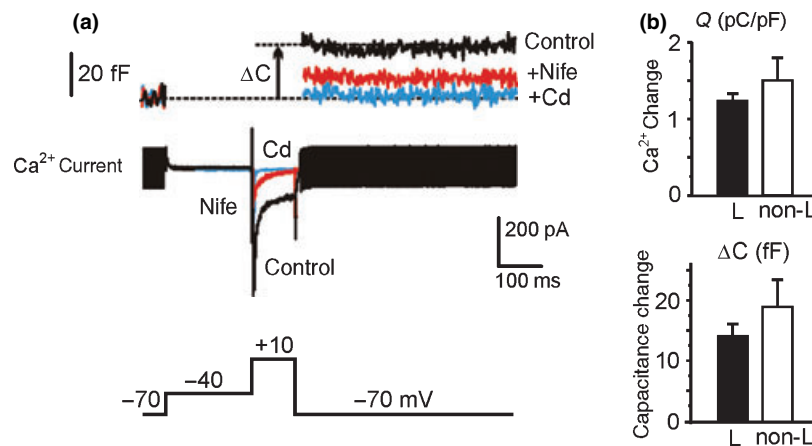 (a)
20 fF
ΔC
Control
+Nife
+Cd
Ca²⁺ Current
Cd
Nife
Control
200 pA
100 ms
+10
−40
−70
−70 mV
(b)
Q (pC/pF)
Ca²⁺ Change
2
1
0
L non-L
ΔC (fF)
Capacitance change
20
10
0
L non-L